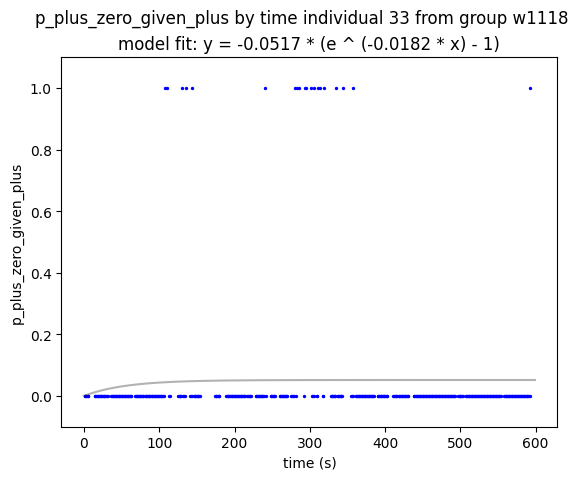 p_plus_zero_given_plus by time individual 33 from group w1118
model fit: y = -0.0517 * (e ^ (-0.0182 * x) - 1)
1.0
0.8
0.6
0.4
0.2
0.0
p_plus_zero_given_plus
0 100 200 300 400 500 600
time (s)